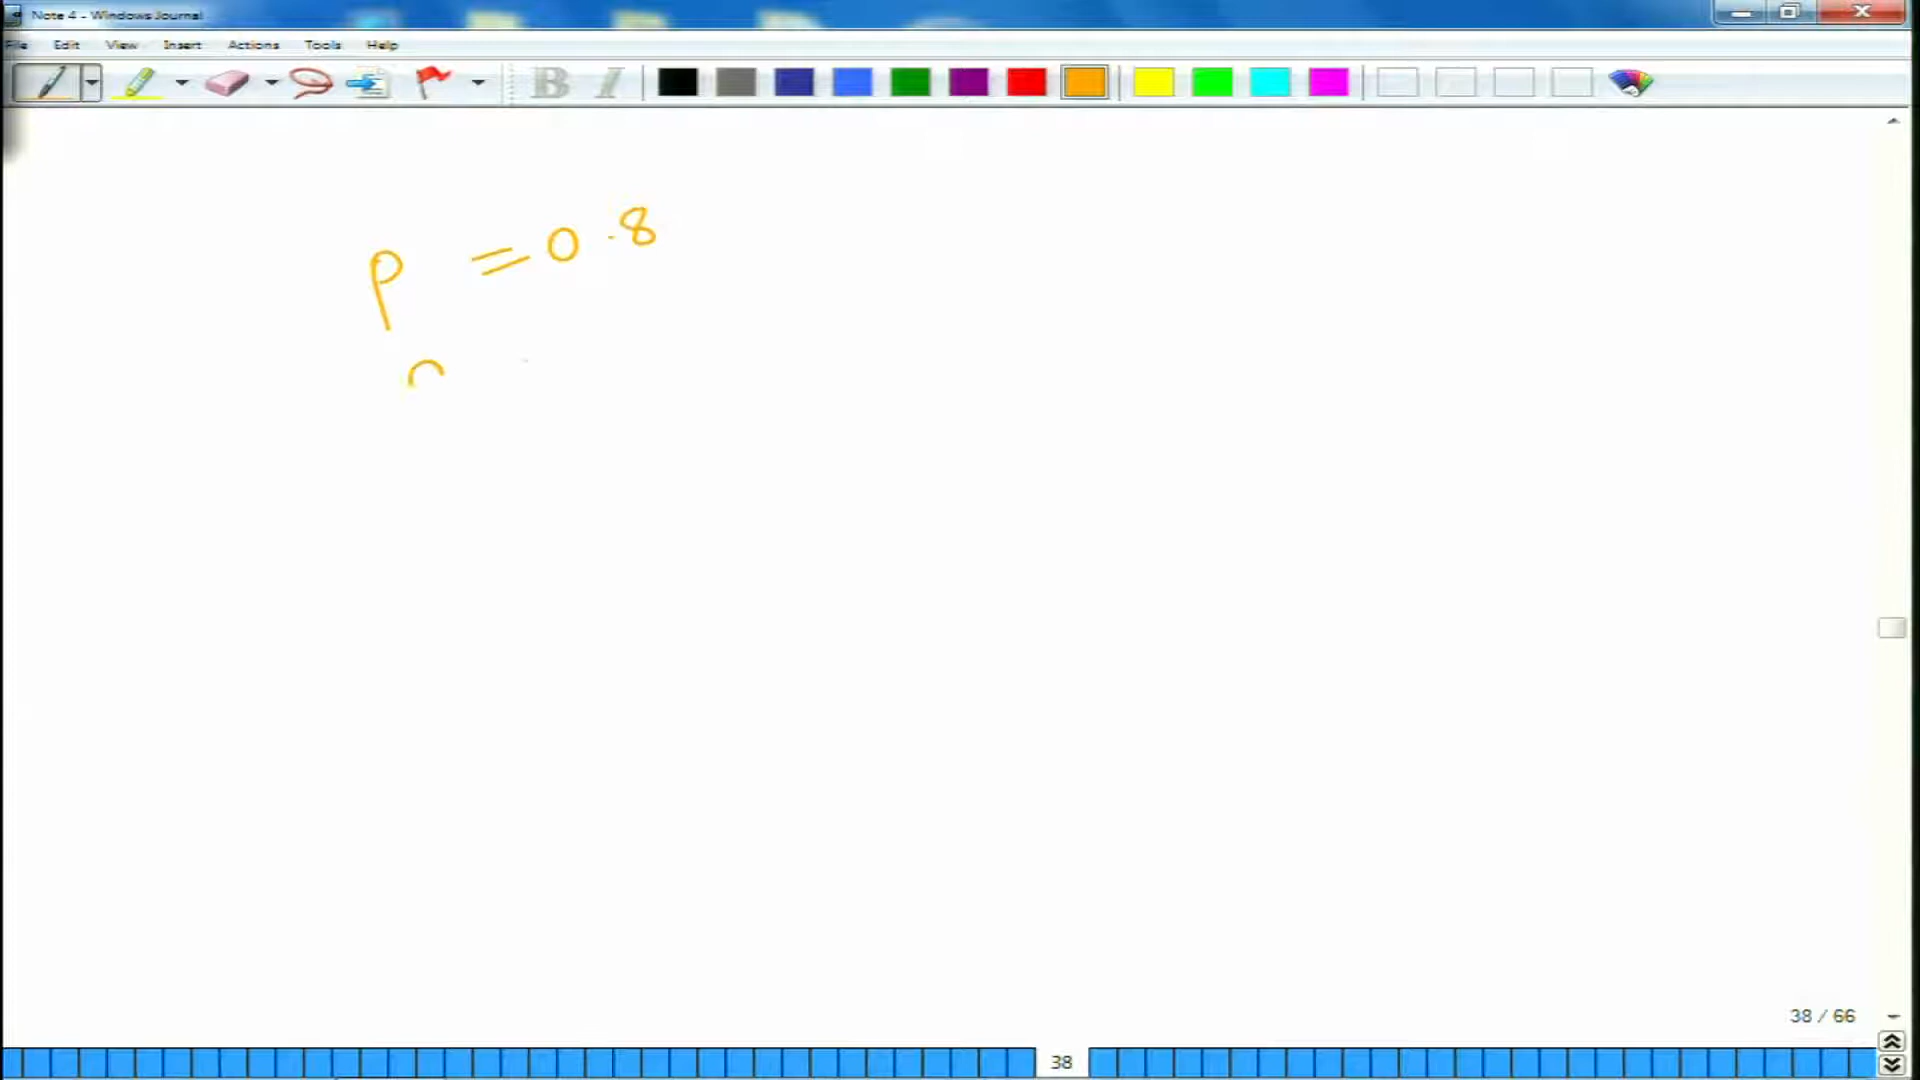 Note 4 - Windows Journal
File Edit View Insert Actions Tools Help
B I
p = 0.8
n
38 / 66
38